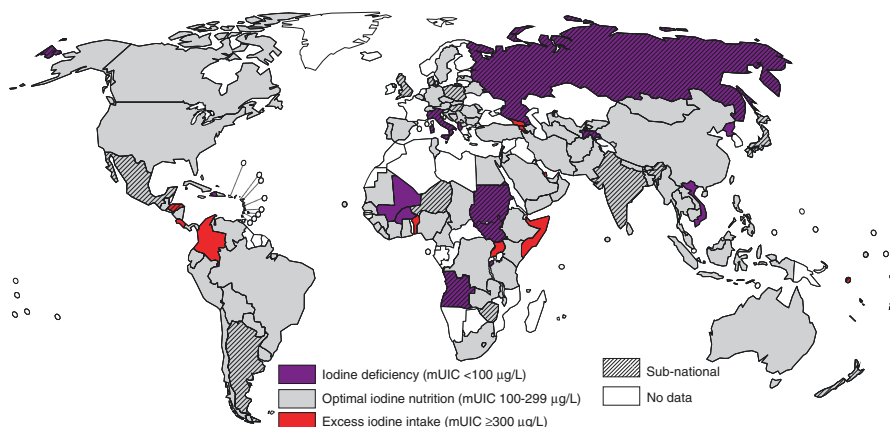 Iodine deficiency (mUIC <100 µg/L)
Optimal iodine nutrition (mUIC 100-299 µg/L)
Excess iodine intake (mUIC ≥300 µg/L)
Sub-national
No data